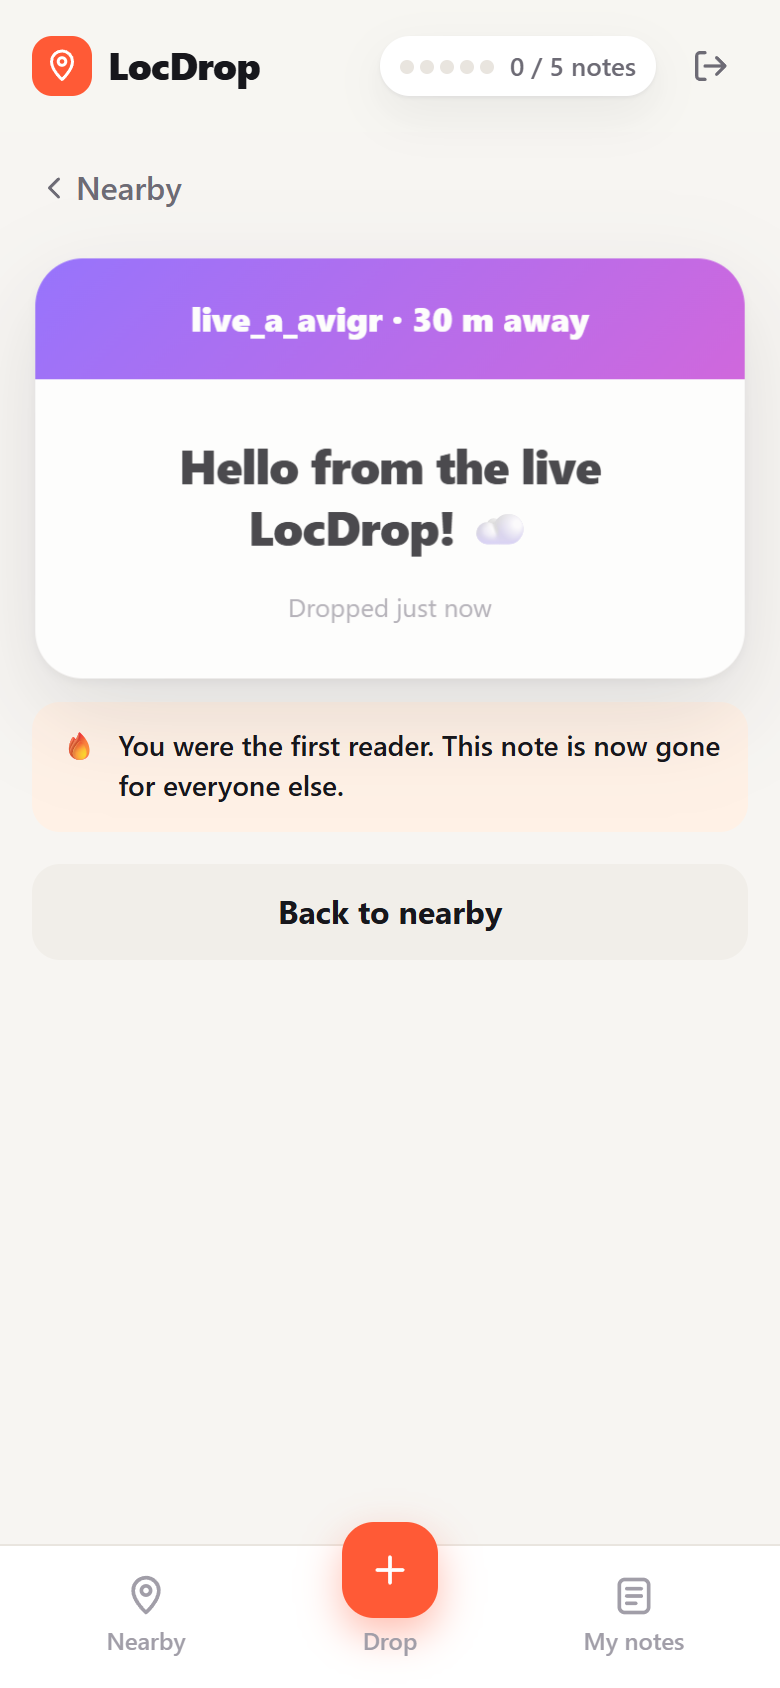 LocDrop
0 / 5 notes
Nearby
live_a_avigr · 30 m away
Hello from the live
LocDrop! ☁️
Dropped just now
🔥 You were the first reader. This note is now gone
for everyone else.
Back to nearby
Nearby
Drop
My notes